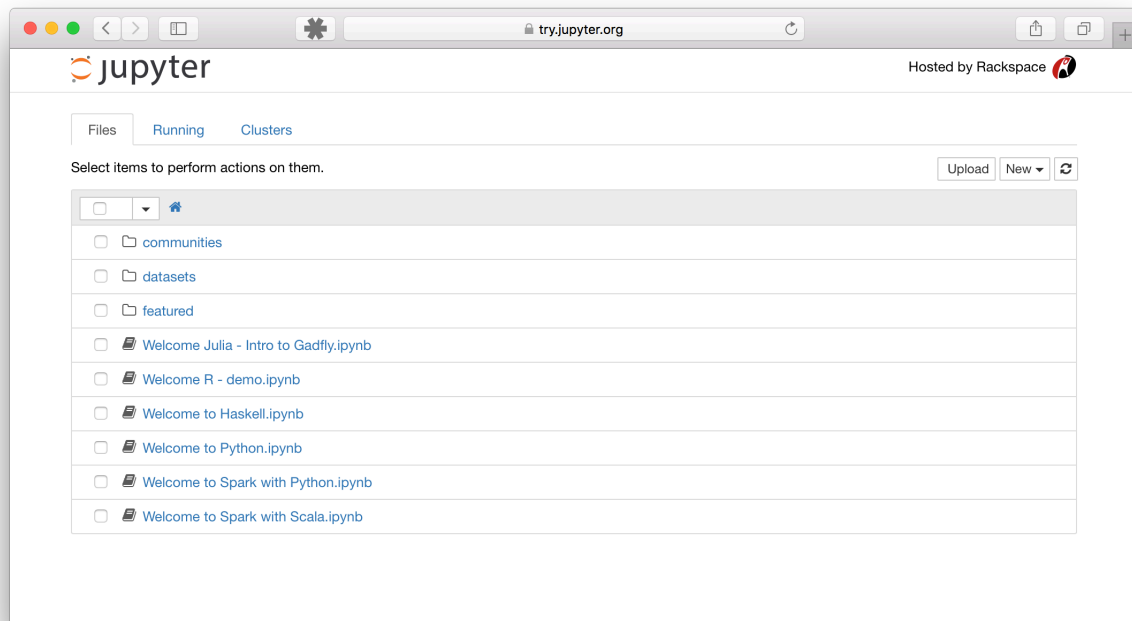 try.jupyter.org
jupyter
Hosted by Rackspace
Files Running Clusters
Select items to perform actions on them.
Upload New
communities
datasets
featured
Welcome Julia - Intro to Gadfly.ipynb
Welcome R - demo.ipynb
Welcome to Haskell.ipynb
Welcome to Python.ipynb
Welcome to Spark with Python.ipynb
Welcome to Spark with Scala.ipynb